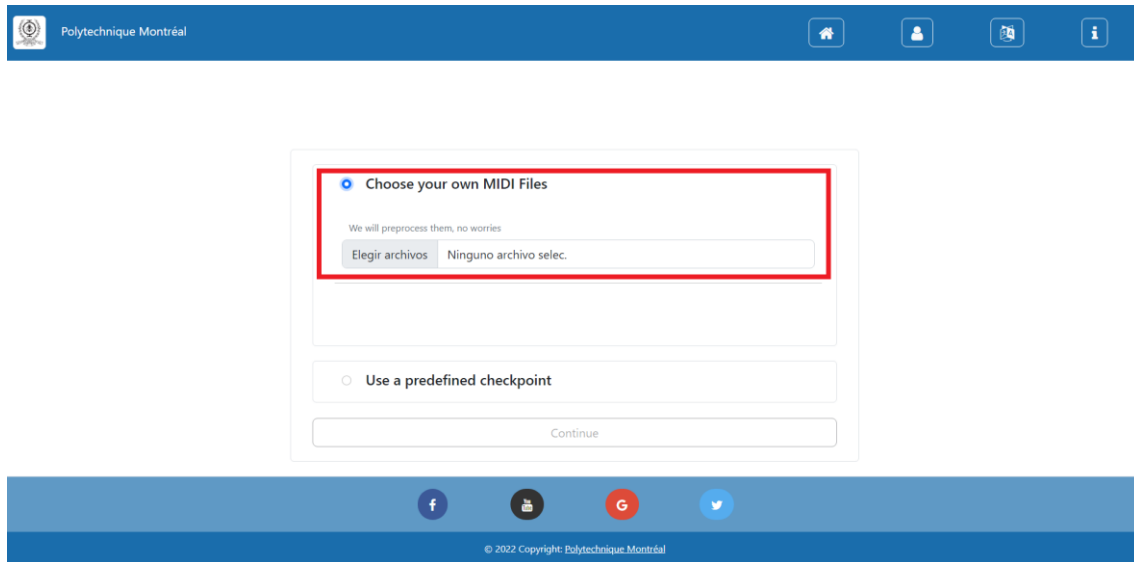 Polytechnique Montréal
Choose your own MIDI Files
We will preprocess them, no worries
Elegir archivos Ninguno archivo selec.
Use a predefined checkpoint
Continue
© 2022 Copyright: Polytechnique Montréal